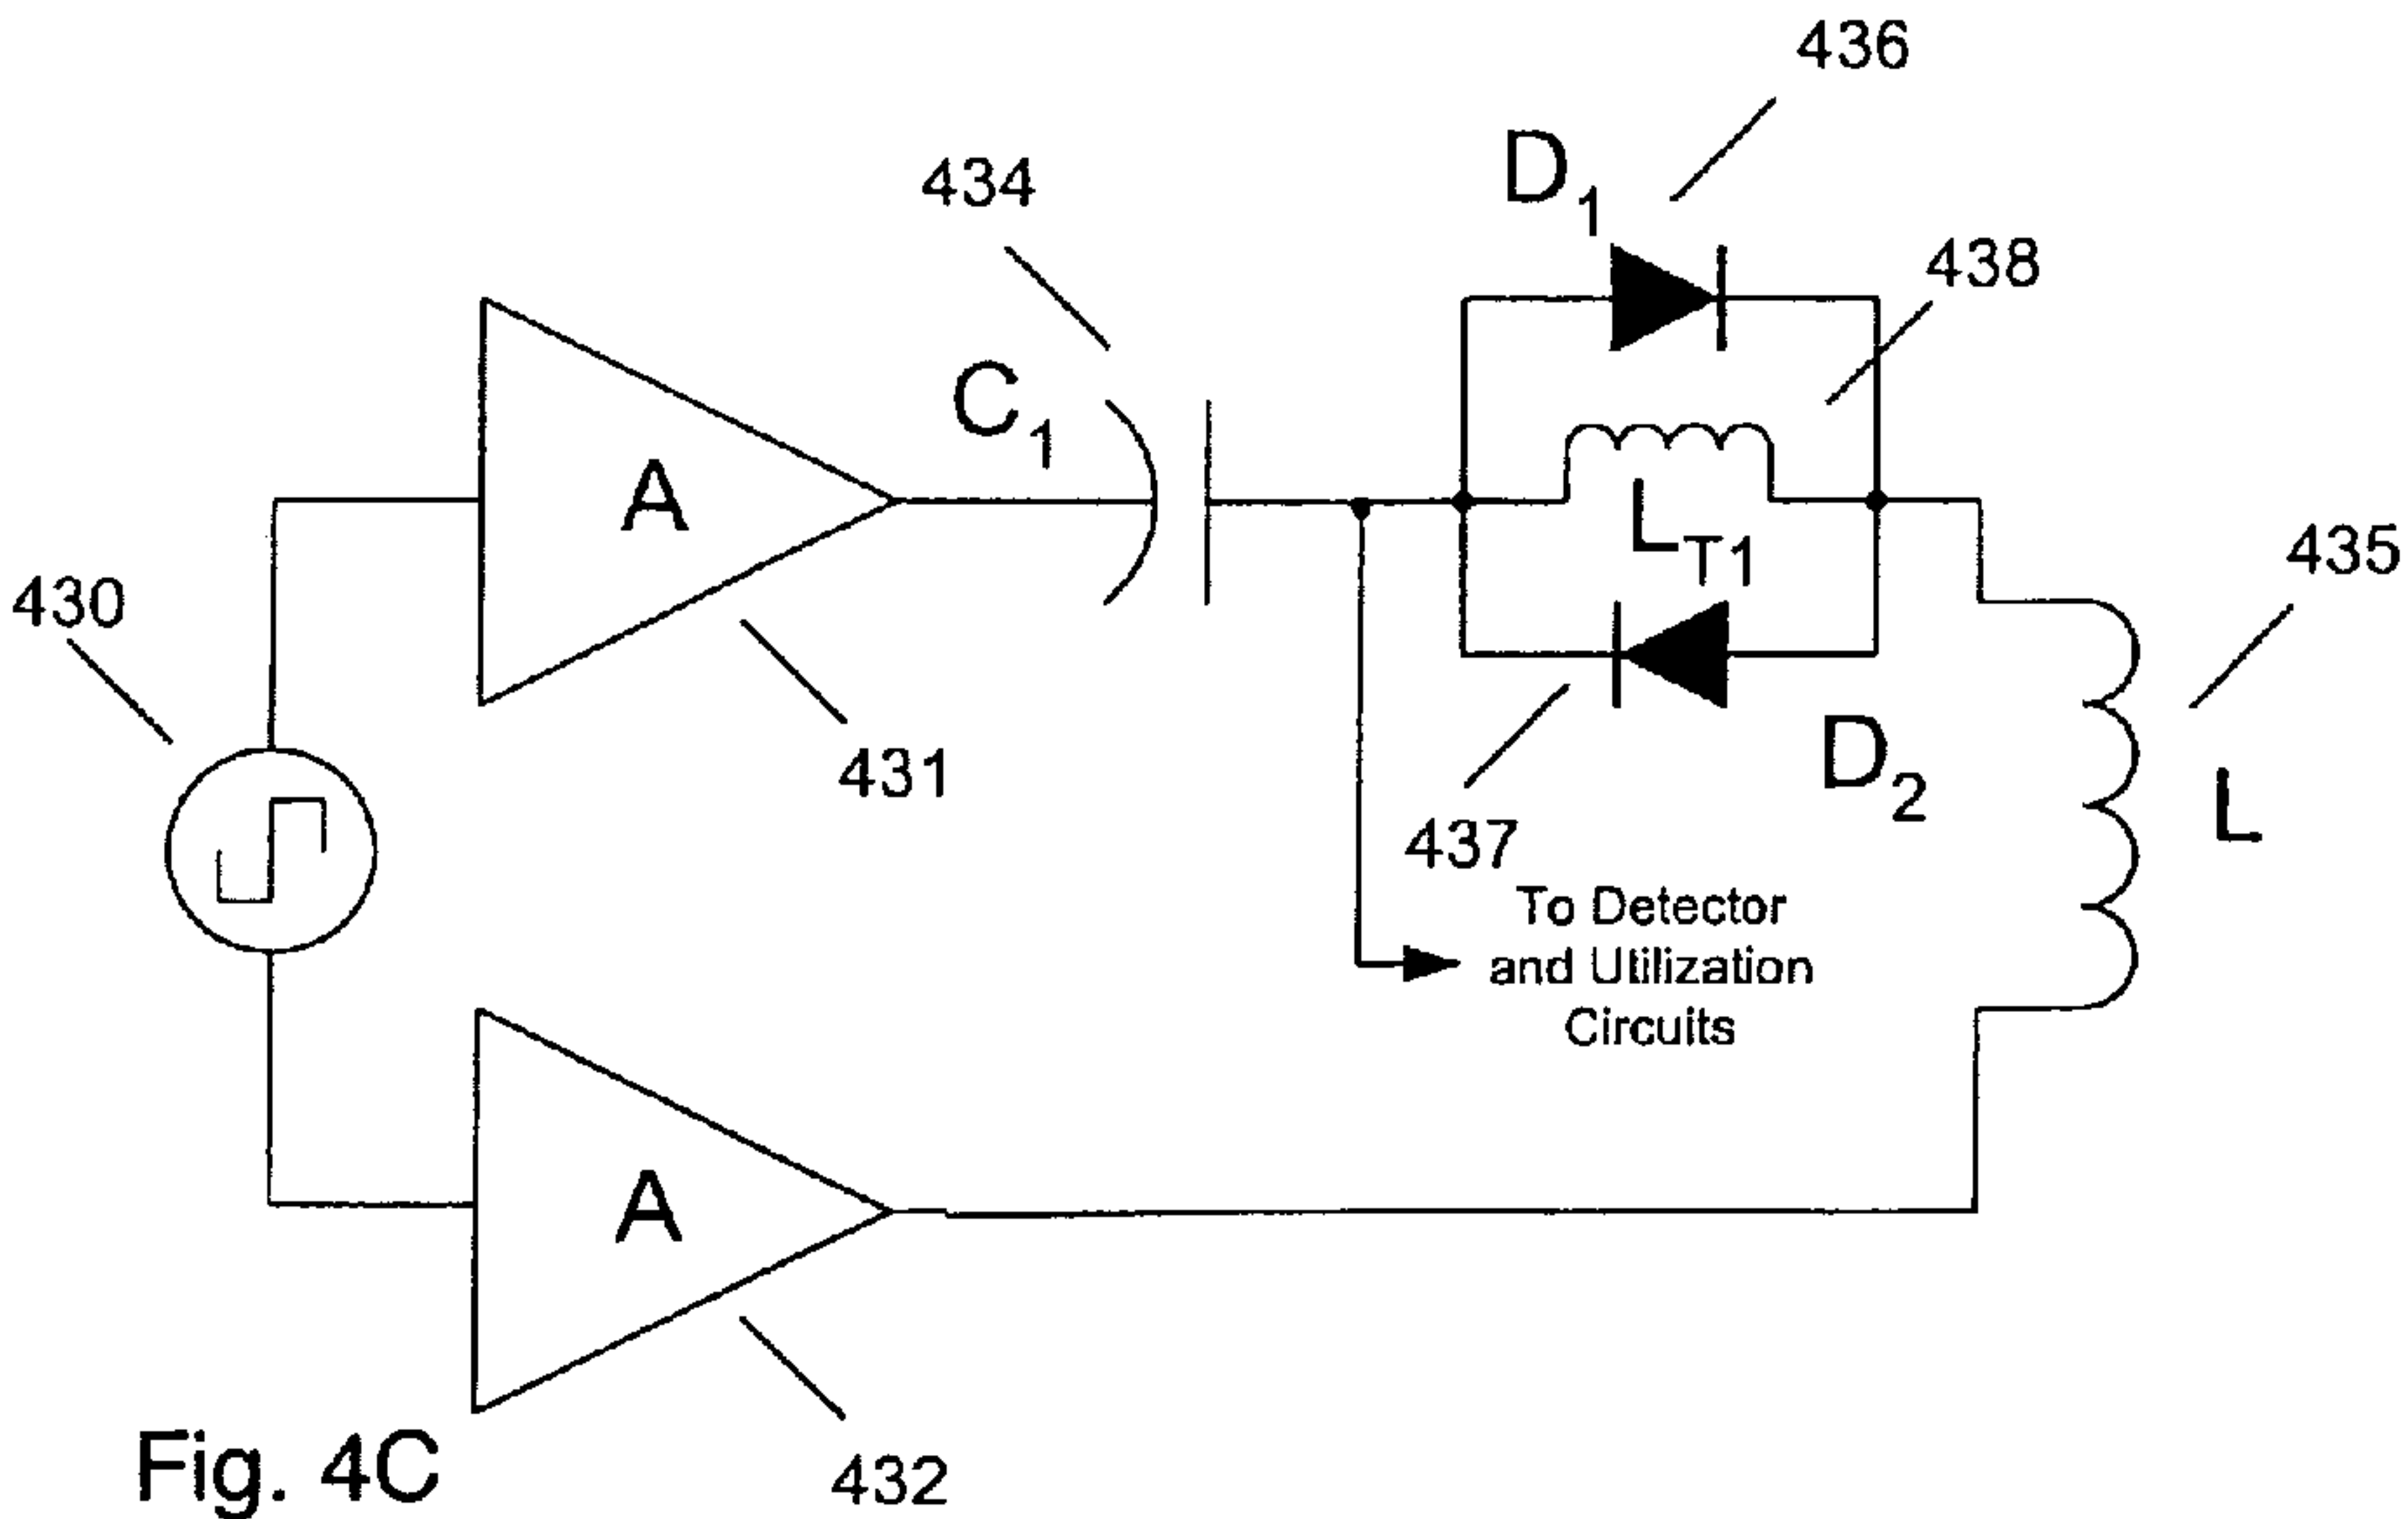 436
D1
434
438
C1
A
LT1
435
430
431
D2
L
437
To Detector
and Utilization
Circuits
A
432
Fig. 4C